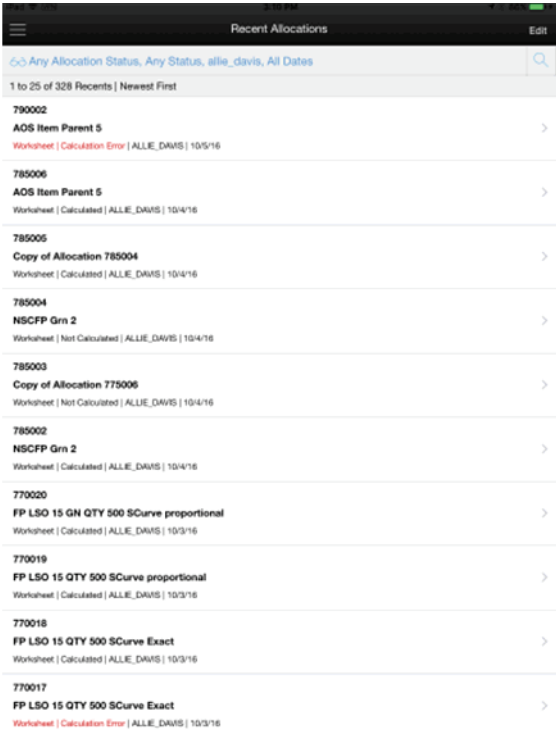 3:10 PM
Recent Allocations
Edit
Any Allocation Status, Any Status, allie_davis, All Dates
1 to 25 of 328 Recents | Newest First
790002
AOS Item Parent 5
Worksheet | Calculation Error | ALLIE_DAVIS | 10/5/16
785006
AOS Item Parent 5
Worksheet | Calculated | ALLIE_DAVIS | 10/4/16
785005
Copy of Allocation 785004
Worksheet | Calculated | ALLIE_DAVIS | 10/4/16
785004
NSCFP Grn 2
Worksheet | Not Calculated | ALLIE_DAVIS | 10/4/16
785003
Copy of Allocation 775006
Worksheet | Not Calculated | ALLIE_DAVIS | 10/4/16
785002
NSCFP Grn 2
Worksheet | Calculated | ALLIE_DAVIS | 10/4/16
770020
FP LSO 15 GN QTY 500 SCurve proportional
Worksheet | Calculated | ALLIE_DAVIS | 10/3/16
770019
FP LSO 15 QTY 500 SCurve proportional
Worksheet | Calculated | ALLIE_DAVIS | 10/3/16
770018
FP LSO 15 QTY 500 SCurve Exact
Worksheet | Calculated | ALLIE_DAVIS | 10/3/16
770017
FP LSO 15 QTY 500 SCurve Exact
Worksheet | Calculation Error | ALLIE_DAVIS | 10/3/16